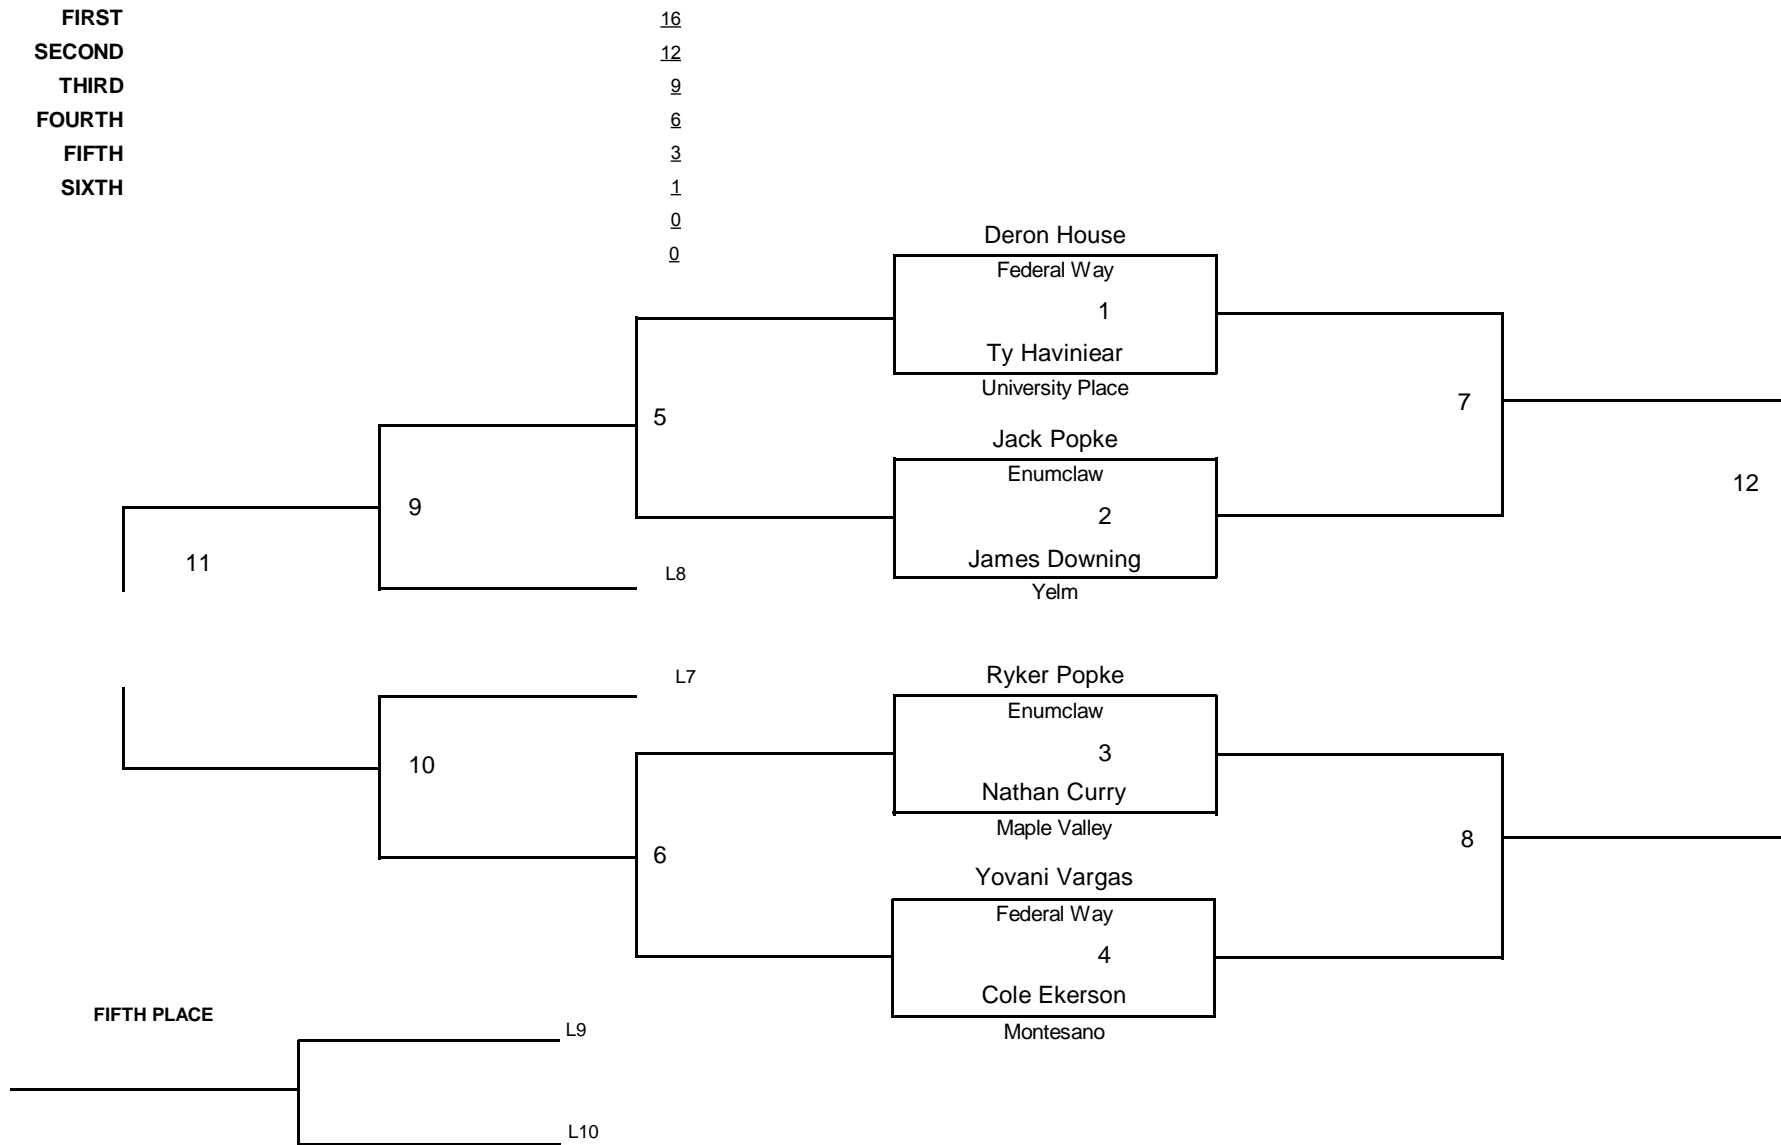 FIRST 16
SECOND 12
THIRD 9
FOURTH 6
FIFTH 3
SIXTH 1
0
0
Deron House
Federal Way
1
Ty Haviniear
University Place
5
7
Jack Popke
Enumclaw
12
9
2
11
James Downing
L8
Yelm
L7
Ryker Popke
Enumclaw
10
3
Nathan Curry
Maple Valley
6
8
Yovani Vargas
Federal Way
4
Cole Ekerson
FIFTH PLACE
L9
Montesano
L10